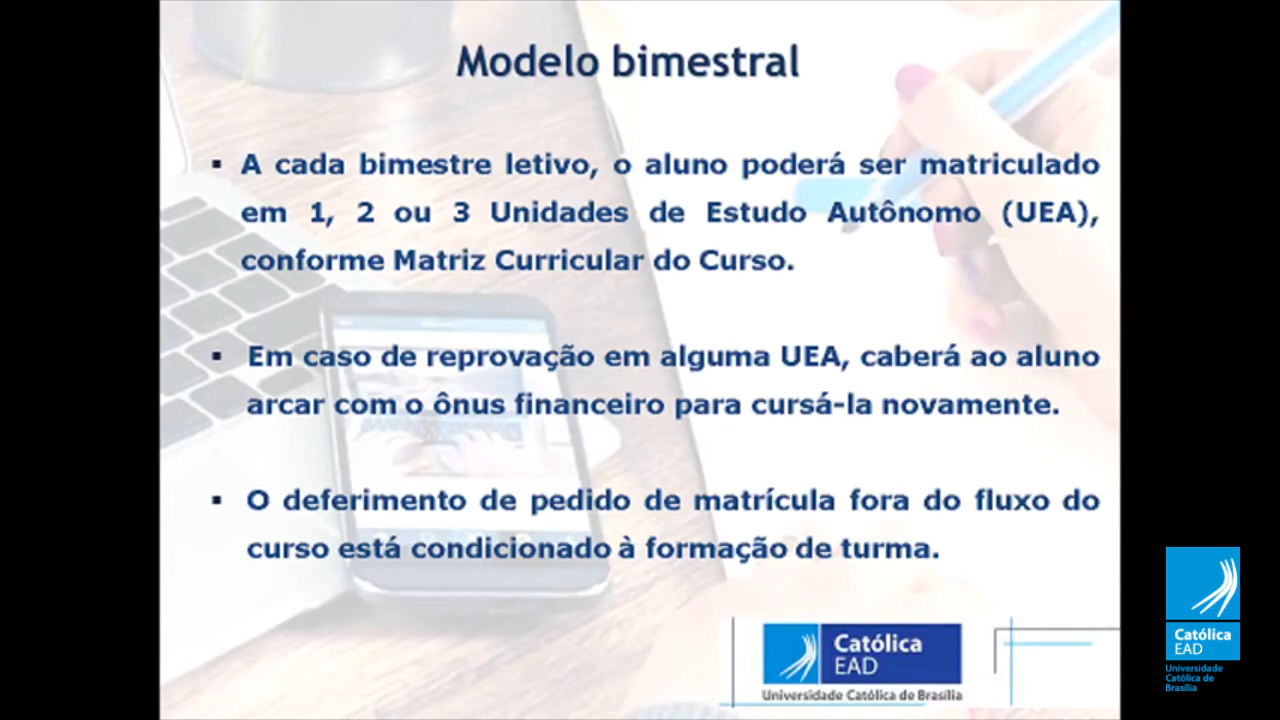 Modelo bimestral
▪ A cada bimestre letivo, o aluno poderá ser matriculado
em 1, 2 ou 3 Unidades de Estudo Autônomo (UEA),
conforme Matriz Curricular do Curso.
▪ Em caso de reprovação em alguma UEA, caberá ao aluno
arcar com o ônus financeiro para cursá-la novamente.
▪ O deferimento de pedido de matrícula fora do fluxo do
curso está condicionado à formação de turma.
Católica
EAD
Universidade Católica de Brasília
Católica
EAD
Universidade
Católica de
Brasília